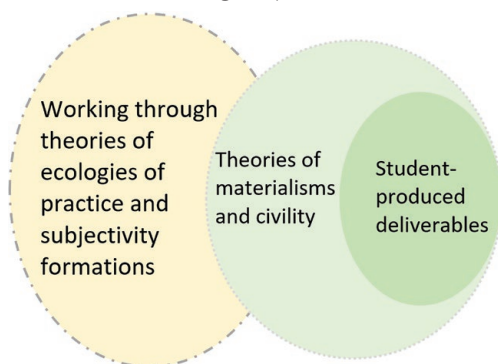 Working through
theories of
ecologies of
practice and
subjectivity
formations
Theories of
materialisms
and civility
Student-
produced
deliverables